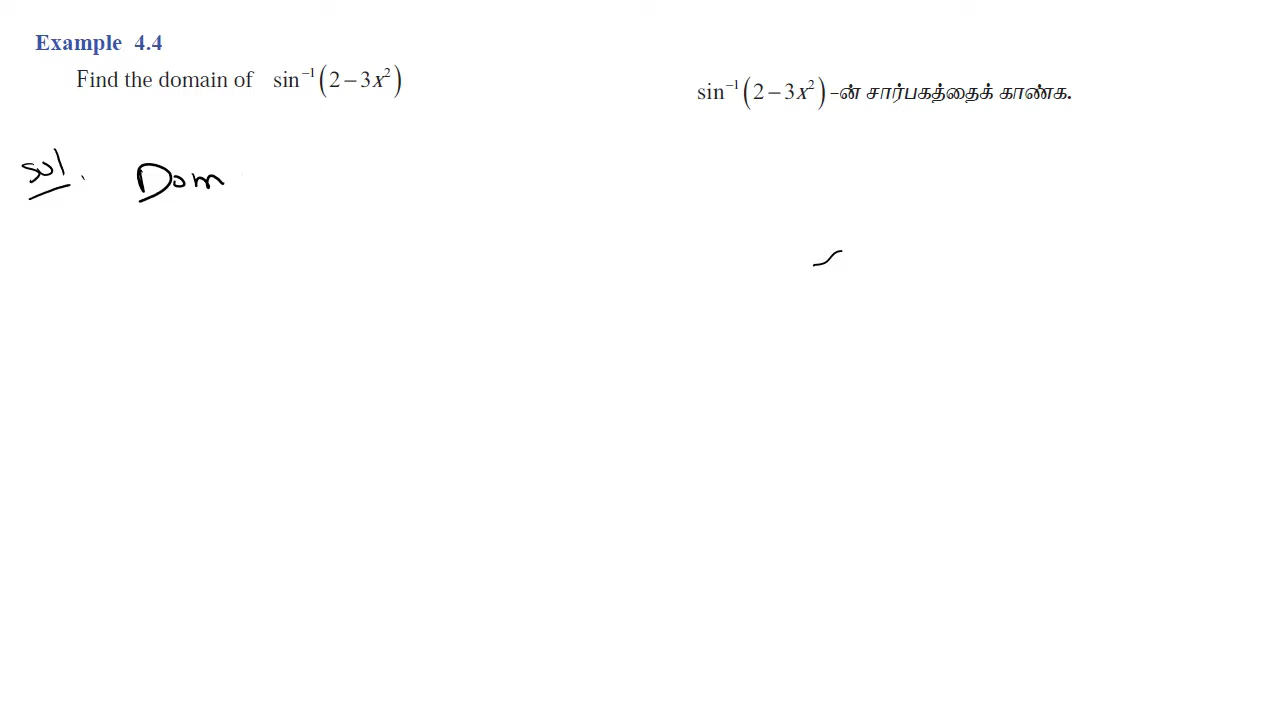 Example 4.4
Find the domain of sin⁻¹(2−3x²)
sin⁻¹(2−3x²)-ன் சார்பகத்தைக் காண்க.
Sol. Dom